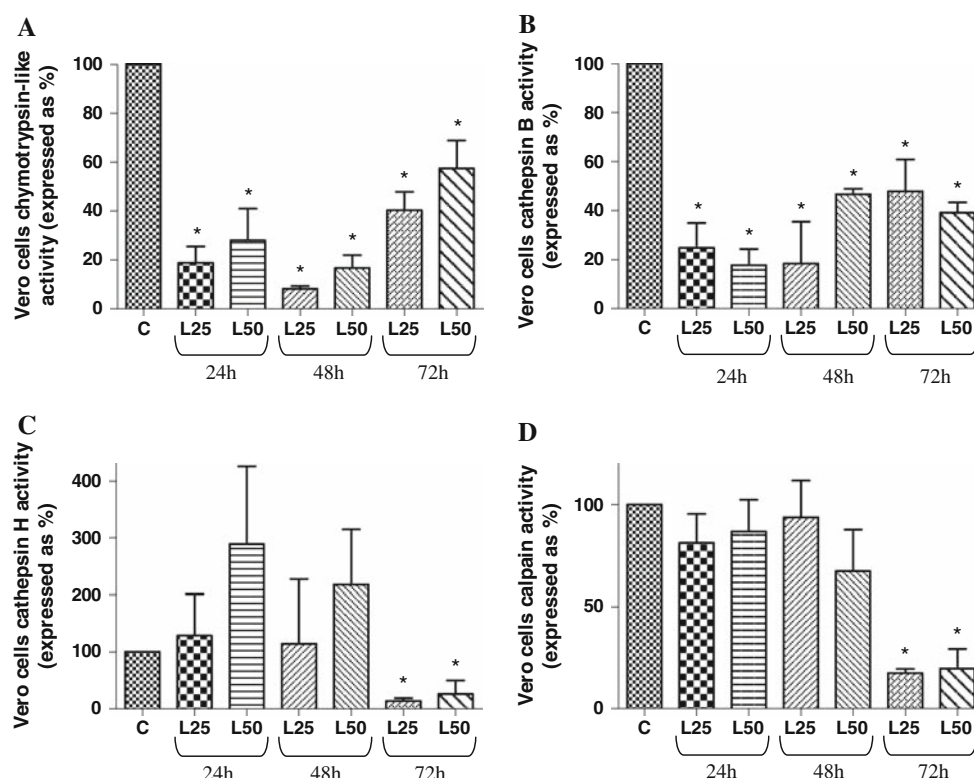 A
Vero cells chymotrypsin-like
activity (expressed as %)
100
80
60
40
20
0
* * * * * *
C L25 L50 L25 L50 L25 L50
24h 48h 72h
B
Vero cells cathepsin B activity
(expressed as %)
100
80
60
40
20
0
* * * * * *
C L25 L50 L25 L50 L25 L50
24h 48h 72h
C
Vero cells cathepsin H activity
(expressed as %)
400
300
200
100
0
* *
C L25 L50 L25 L50 L25 L50
24h 48h 72h
D
Vero cells calpain activity
(expressed as %)
100
50
0
* *
C L25 L50 L25 L50 L25 L50
24h 48h 72h